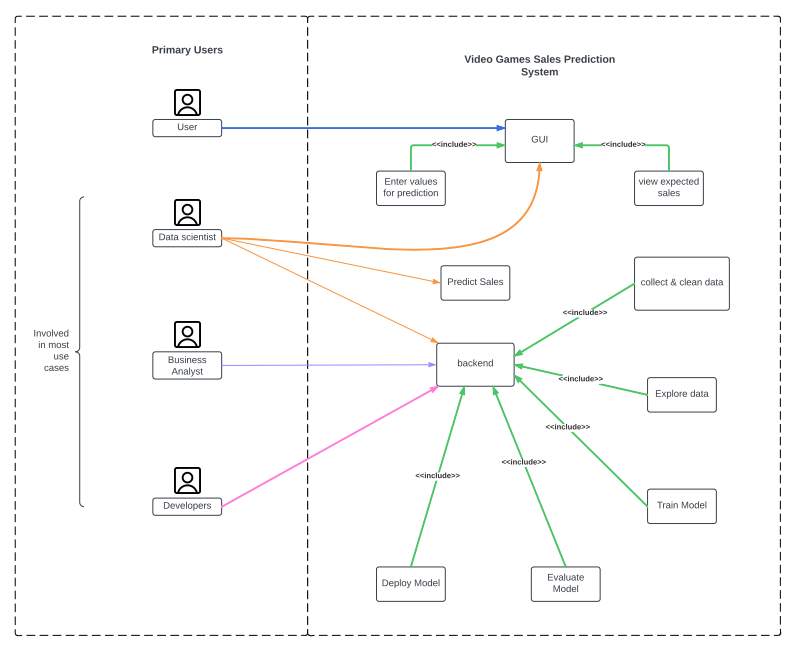 Primary Users
Video Games Sales Prediction
System
User
GUI
<<include>>
<<include>>
Enter values
for prediction
view expected
sales
Data scientist
Predict Sales
collect & clean data
<<include>>
Involved
in most
use
cases
Business
Analyst
backend
<<include>>
Explore data
<<include>>
<<include>>
<<include>>
Developers
Train Model
Deploy Model
Evaluate
Model